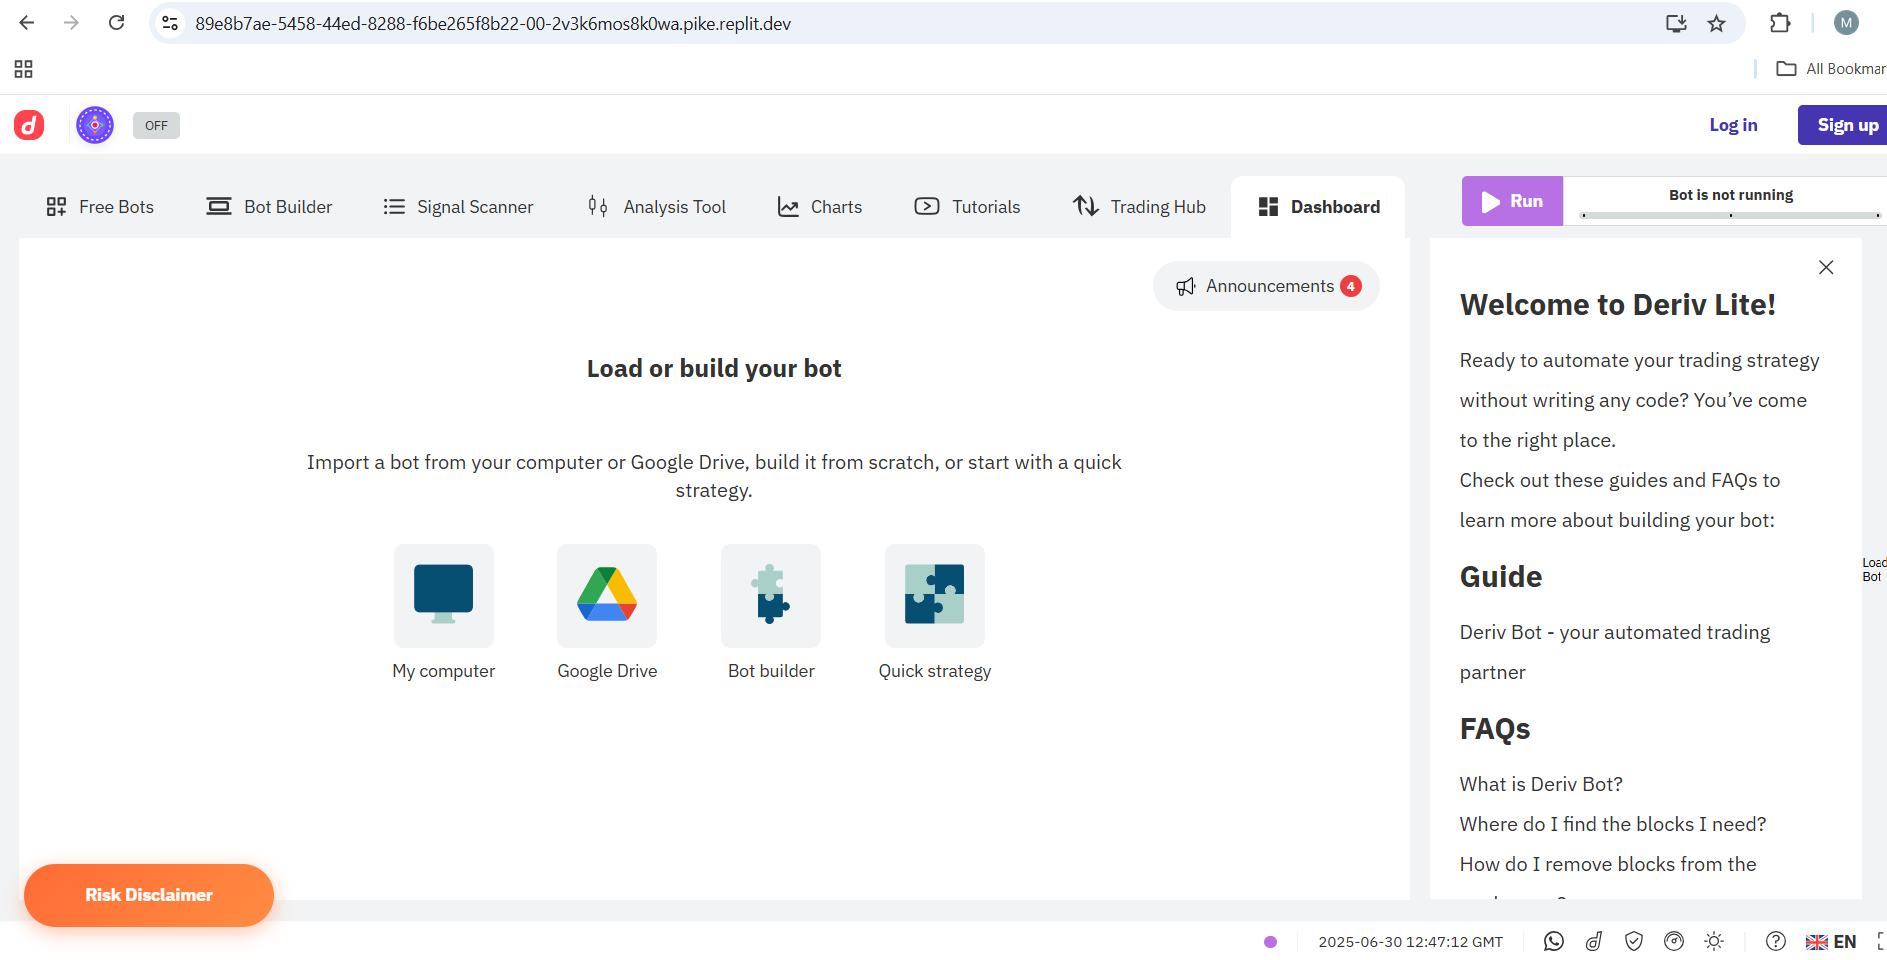 89e8b7ae-5458-44ed-8288-f6be265f8b22-00-2v3k6mos8k0wa.pike.replit.dev
M
All Bookmar
d
OFF
Log in
Sign up
Free Bots
Bot Builder
Signal Scanner
Analysis Tool
Charts
Tutorials
Trading Hub
Dashboard
Run
Bot is not running
Announcements 4
Load or build your bot
Import a bot from your computer or Google Drive, build it from scratch, or start with a quick
strategy.
My computer
Google Drive
Bot builder
Quick strategy
Welcome to Deriv Lite!
Ready to automate your trading strategy
without writing any code? You’ve come
to the right place.
Check out these guides and FAQs to
learn more about building your bot:
Guide
Deriv Bot - your automated trading
partner
FAQs
What is Deriv Bot?
Where do I find the blocks I need?
How do I remove blocks from the
Load
Bot
Risk Disclaimer
2025-06-30 12:47:12 GMT
d
EN